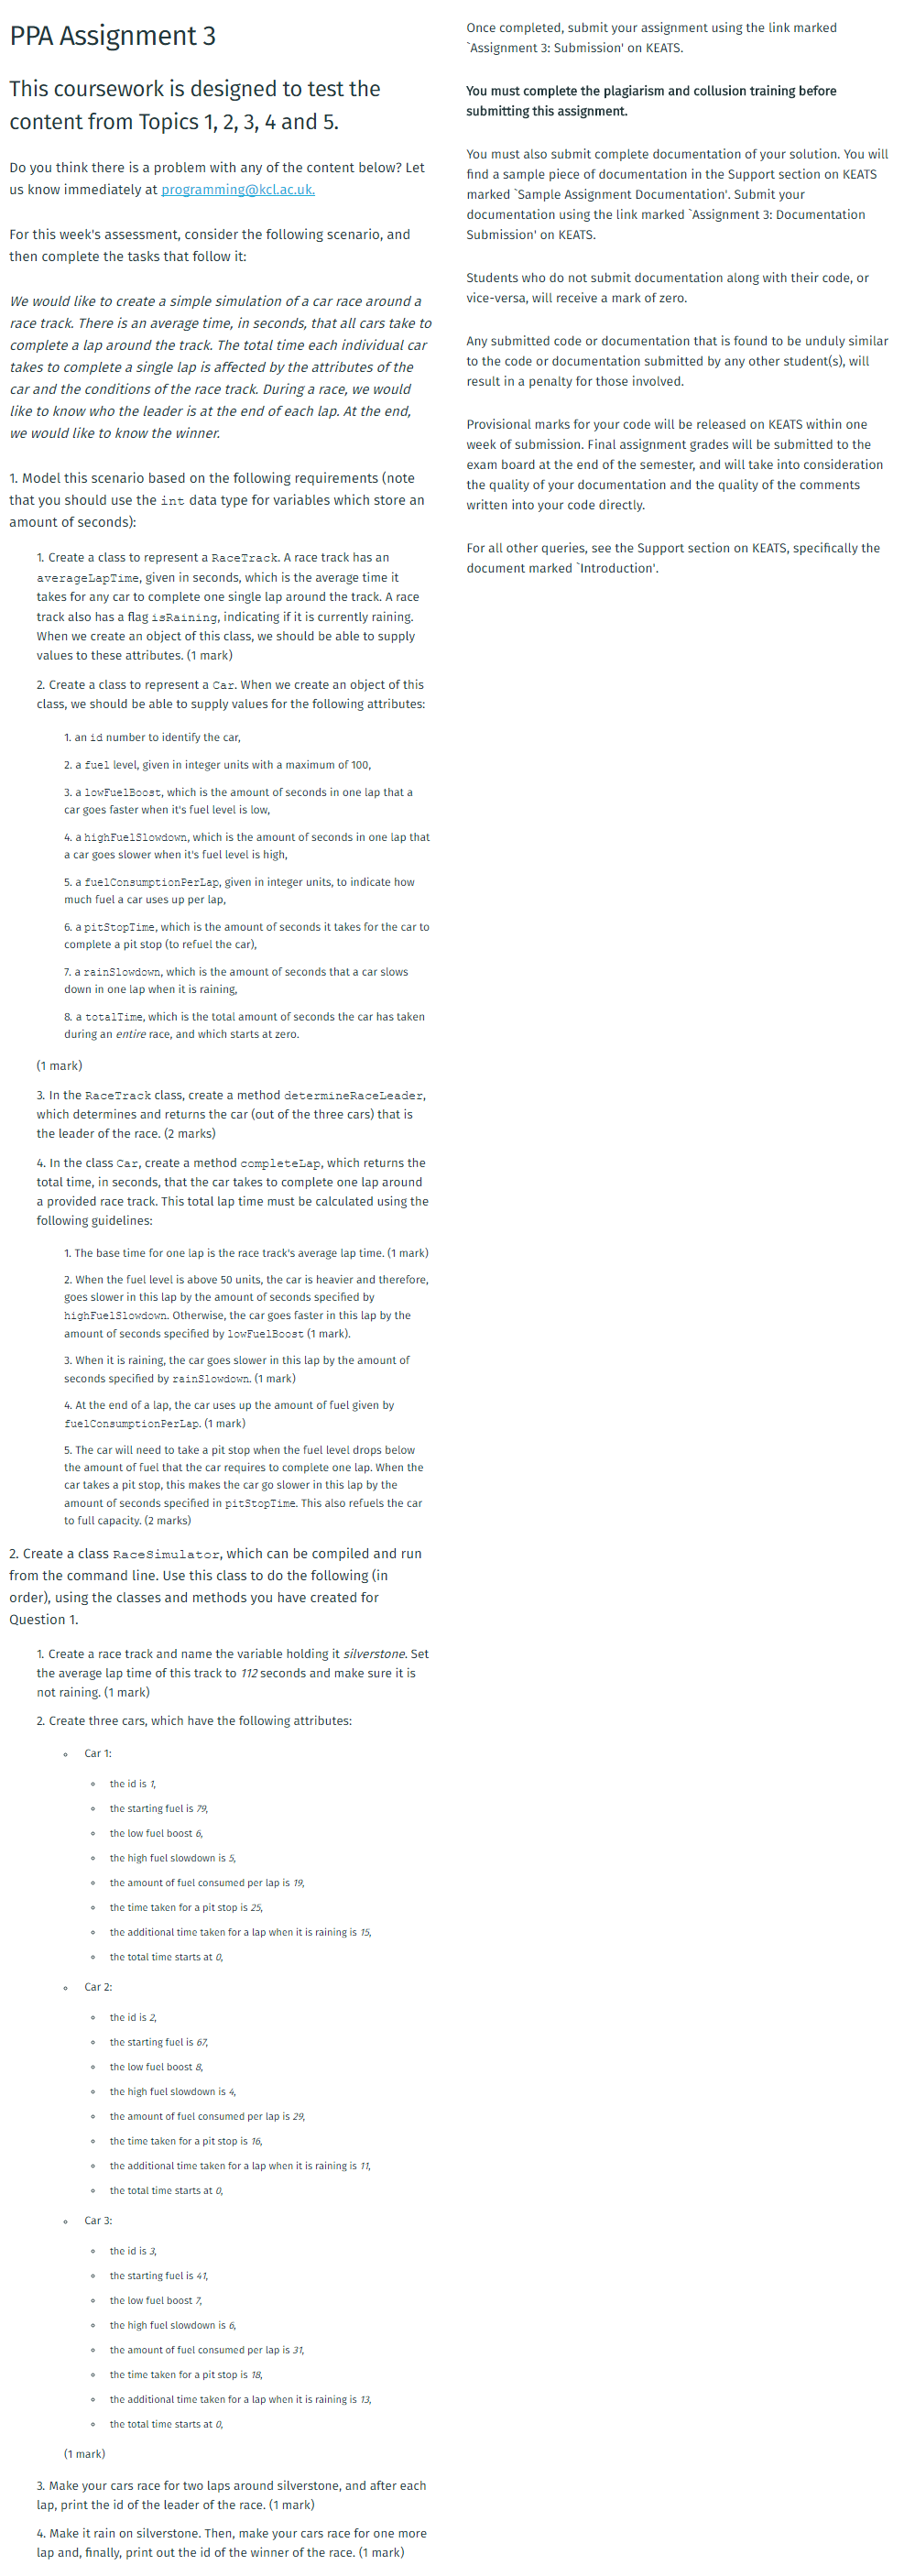 PPA Assignment 3
This coursework is designed to test the
content from Topics 1, 2, 3, 4 and 5.
Do you think there is a problem with any of the content below? Let
us know immediately at programming@kcl.ac.uk.
For this week's assessment, consider the following scenario, and
then complete the tasks that follow it:
We would like to create a simple simulation of a car race around a
race track. There is an average time, in seconds, that all cars take to
complete a lap around the track. The total time each individual car
takes to complete a single lap is affected by the attributes of the
car and the conditions of the race track. During a race, we would
like to know who the leader is at the end of each lap. At the end,
we would like to know the winner.
1. Model this scenario based on the following requirements (note
that you should use the int data type for variables which store an
amount of seconds):
1. Create a class to represent a RaceTrack. A race track has an
averageLapTime, given in seconds, which is the average time it
takes for any car to complete one single lap around the track. A race
track also has a flag isRaining, indicating if it is currently raining.
When we create an object of this class, we should be able to supply
values to these attributes. (1 mark)
2. Create a class to represent a Car. When we create an object of this
class, we should be able to supply values for the following attributes:
1. an id number to identify the car,
2. a fuel level, given in integer units with a maximum of 100,
3. a lowFuelBoost, which is the amount of seconds in one lap that a
car goes faster when it's fuel level is low,
4. a highFuelSlowdown, which is the amount of seconds in one lap that
a car goes slower when it's fuel level is high,
5. a fuelConsumptionPerLap, given in integer units, to indicate how
much fuel a car uses up per lap,
6. a pitStopTime, which is the amount of seconds it takes for the car to
complete a pit stop (to refuel the car),
7. a rainSlowdown, which is the amount of seconds that a car slows
down in one lap when it is raining,
8. a totalTime, which is the total amount of seconds the car has taken
during an entire race, and which starts at zero.
(1 mark)
3. In the RaceTrack class, create a method determineRaceLeader,
which determines and returns the car (out of the three cars) that is
the leader of the race. (2 marks)
4. In the class Car, create a method completeLap, which returns the
total time, in seconds, that the car takes to complete one lap around
a provided race track. This total lap time must be calculated using the
following guidelines:
1. The base time for one lap is the race track's average lap time. (1 mark)
2. When the fuel level is above 50 units, the car is heavier and therefore,
goes slower in this lap by the amount of seconds specified by
highFuelSlowdown. Otherwise, the car goes faster in this lap by the
amount of seconds specified by lowFuelBoost (1 mark).
3. When it is raining, the car goes slower in this lap by the amount of
seconds specified by rainSlowdown. (1 mark)
4. At the end of a lap, the car uses up the amount of fuel given by
fuelConsumptionPerLap. (1 mark)
5. The car will need to take a pit stop when the fuel level drops below
the amount of fuel that the car requires to complete one lap. When the
car takes a pit stop, this makes the car go slower in this lap by the
amount of seconds specified in pitStopTime. This also refuels the car
to full capacity. (2 marks)
2. Create a class RaceSimulator, which can be compiled and run
from the command line. Use this class to do the following (in
order), using the classes and methods you have created for
Question 1.
1. Create a race track and name the variable holding it silverstone. Set
the average lap time of this track to 112 seconds and make sure it is
not raining. (1 mark)
2. Create three cars, which have the following attributes:
Car 1:
the id is 1,
the starting fuel is 79,
the low fuel boost 6,
the high fuel slowdown is 5,
the amount of fuel consumed per lap is 19,
the time taken for a pit stop is 25,
the additional time taken for a lap when it is raining is 15,
the total time starts at 0,
Car 2:
the id is 2,
the starting fuel is 67,
the low fuel boost 8,
the high fuel slowdown is 4,
the amount of fuel consumed per lap is 29,
the time taken for a pit stop is 16,
the additional time taken for a lap when it is raining is 11,
the total time starts at 0,
Car 3:
the id is 3,
the starting fuel is 41,
the low fuel boost 7,
the high fuel slowdown is 6,
the amount of fuel consumed per lap is 31,
the time taken for a pit stop is 18,
the additional time taken for a lap when it is raining is 13,
the total time starts at 0,
(1 mark)
3. Make your cars race for two laps around silverstone, and after each
lap, print the id of the leader of the race. (1 mark)
4. Make it rain on silverstone. Then, make your cars race for one more
lap and, finally, print out the id of the winner of the race. (1 mark)
Once completed, submit your assignment using the link marked
`Assignment 3: Submission' on KEATS.
You must complete the plagiarism and collusion training before
submitting this assignment.
You must also submit complete documentation of your solution. You will
find a sample piece of documentation in the Support section on KEATS
marked `Sample Assignment Documentation'. Submit your
documentation using the link marked `Assignment 3: Documentation
Submission' on KEATS.
Students who do not submit documentation along with their code, or
vice-versa, will receive a mark of zero.
Any submitted code or documentation that is found to be unduly similar
to the code or documentation submitted by any other student(s), will
result in a penalty for those involved.
Provisional marks for your code will be released on KEATS within one
week of submission. Final assignment grades will be submitted to the
exam board at the end of the semester, and will take into consideration
the quality of your documentation and the quality of the comments
written into your code directly.
For all other queries, see the Support section on KEATS, specifically the
document marked `Introduction'.